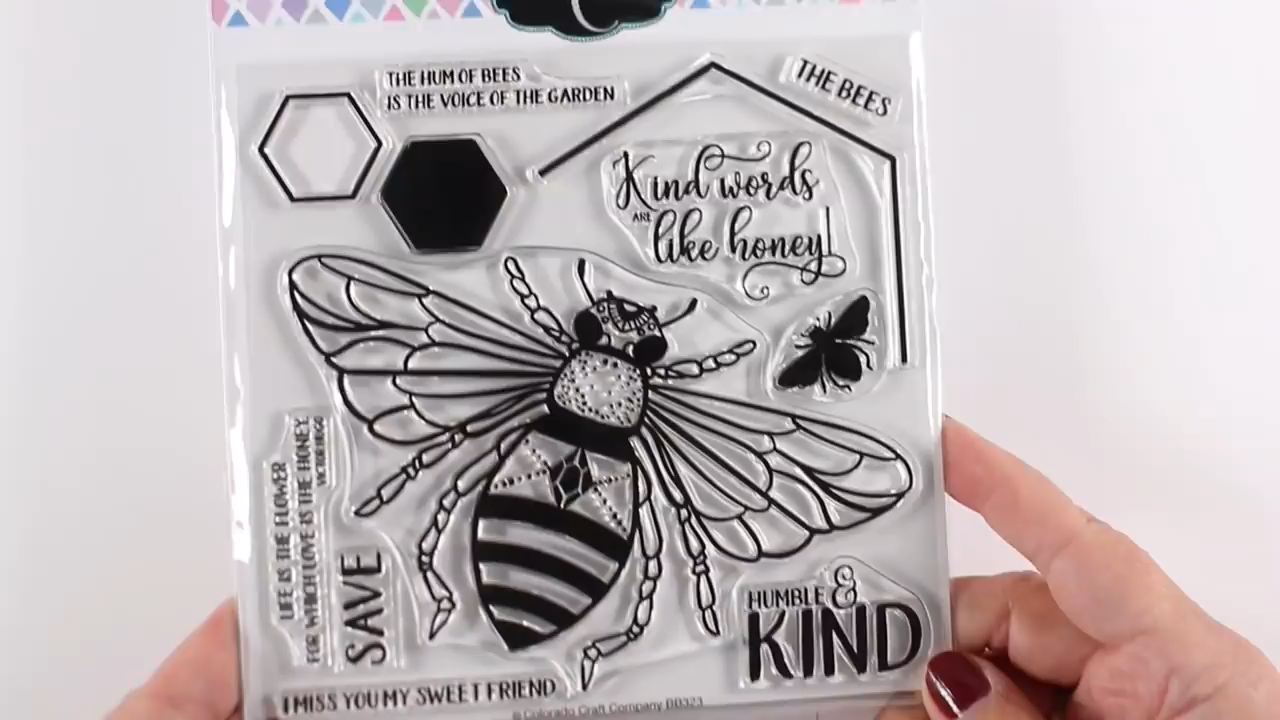 THE HUM OF BEES
IS THE VOICE OF THE GARDEN
THE BEES
Kind words
ARE
like honey!
LIFE IS THE FLOWER
FOR WHICH LOVE IS THE HONEY.
VICTOR HUGO
SAVE
HUMBLE &
KIND
I MISS YOU MY SWEET FRIEND
© Colorado Craft Company BB323